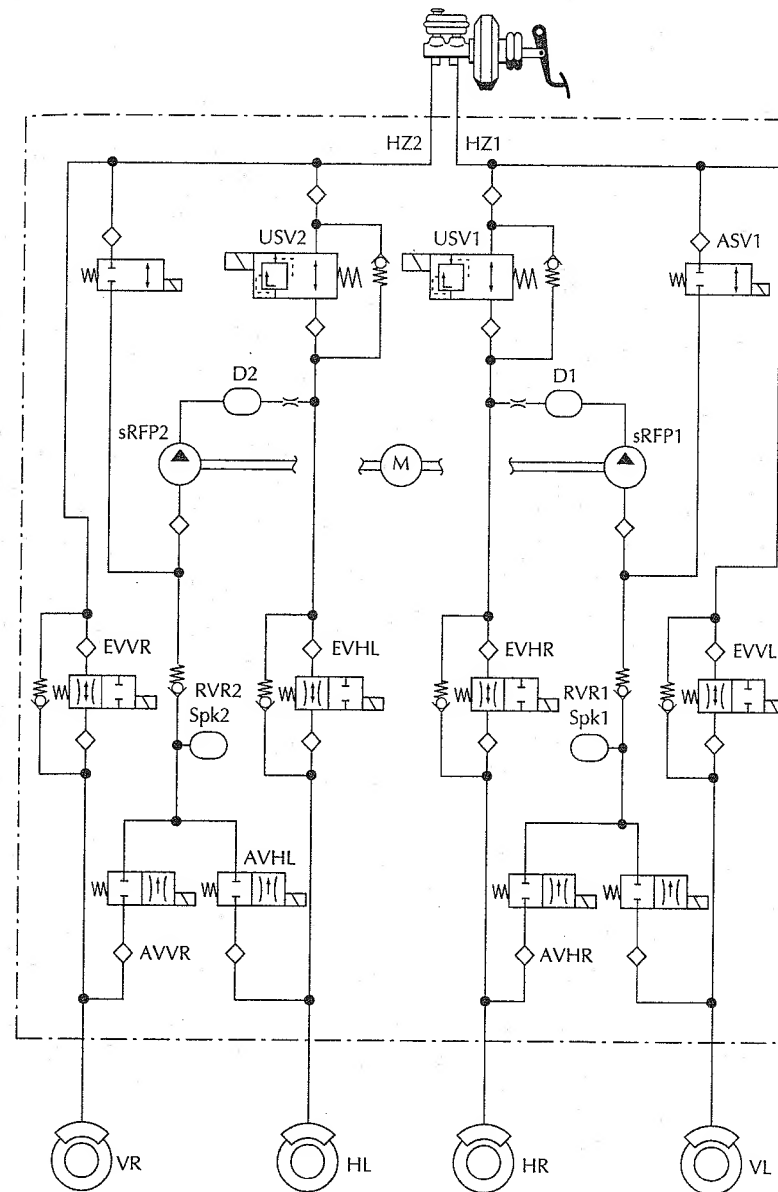 HZ2
HZ1
USV2
USV1
ASV1
D2
D1
sRFP2
sRFP1
M
EVVR
EVHL
EVHR
EVVL
RVR2
Spk2
RVR1
Spk1
AVHL
AVVR
AVHR
VR
HL
HR
VL